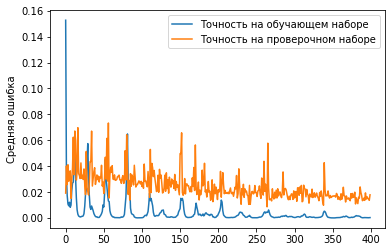 0.16
0.14
0.12
0.10
0.08
0.06
0.04
0.02
0.00
Средняя ошибка
Точность на обучающем наборе
Точность на проверочном наборе
0 50 100 150 200 250 300 350 400